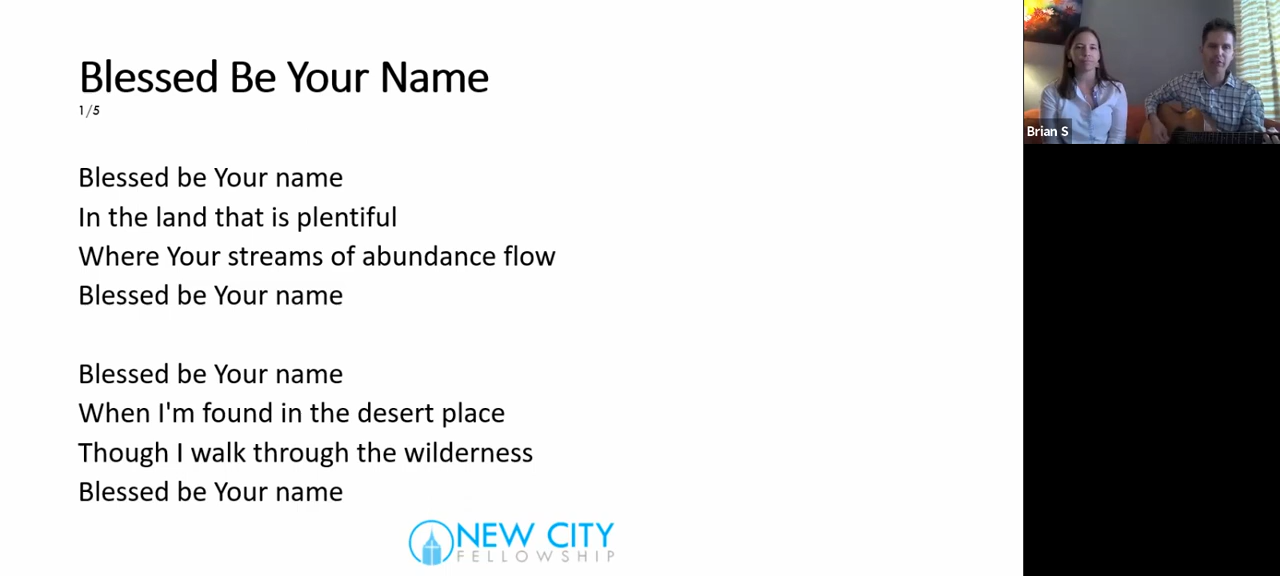 Blessed Be Your Name
1/5
Blessed be Your name
In the land that is plentiful
Where Your streams of abundance flow
Blessed be Your name
Blessed be Your name
When I'm found in the desert place
Though I walk through the wilderness
Blessed be Your name
NEW CITY
FELLOWSHIP
Brian S